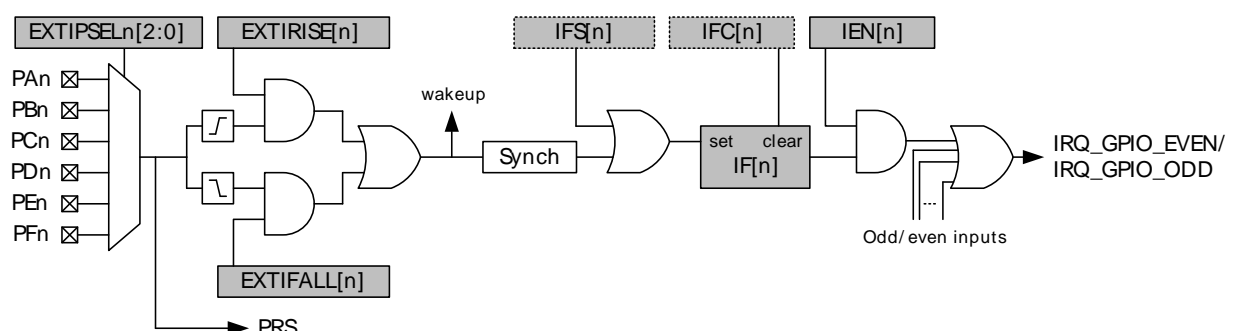 EXTIPSELn[2:0]
EXTIRISE[n]
IFS[n]
IFC[n]
IEN[n]
PAn
PBn
PCn
PDn
PEn
PFn
wakeup
Synch
set clear
IF[n]
IRQ_GPIO_EVEN/
IRQ_GPIO_ODD
...
Odd/even inputs
EXTIFALL[n]
PRS